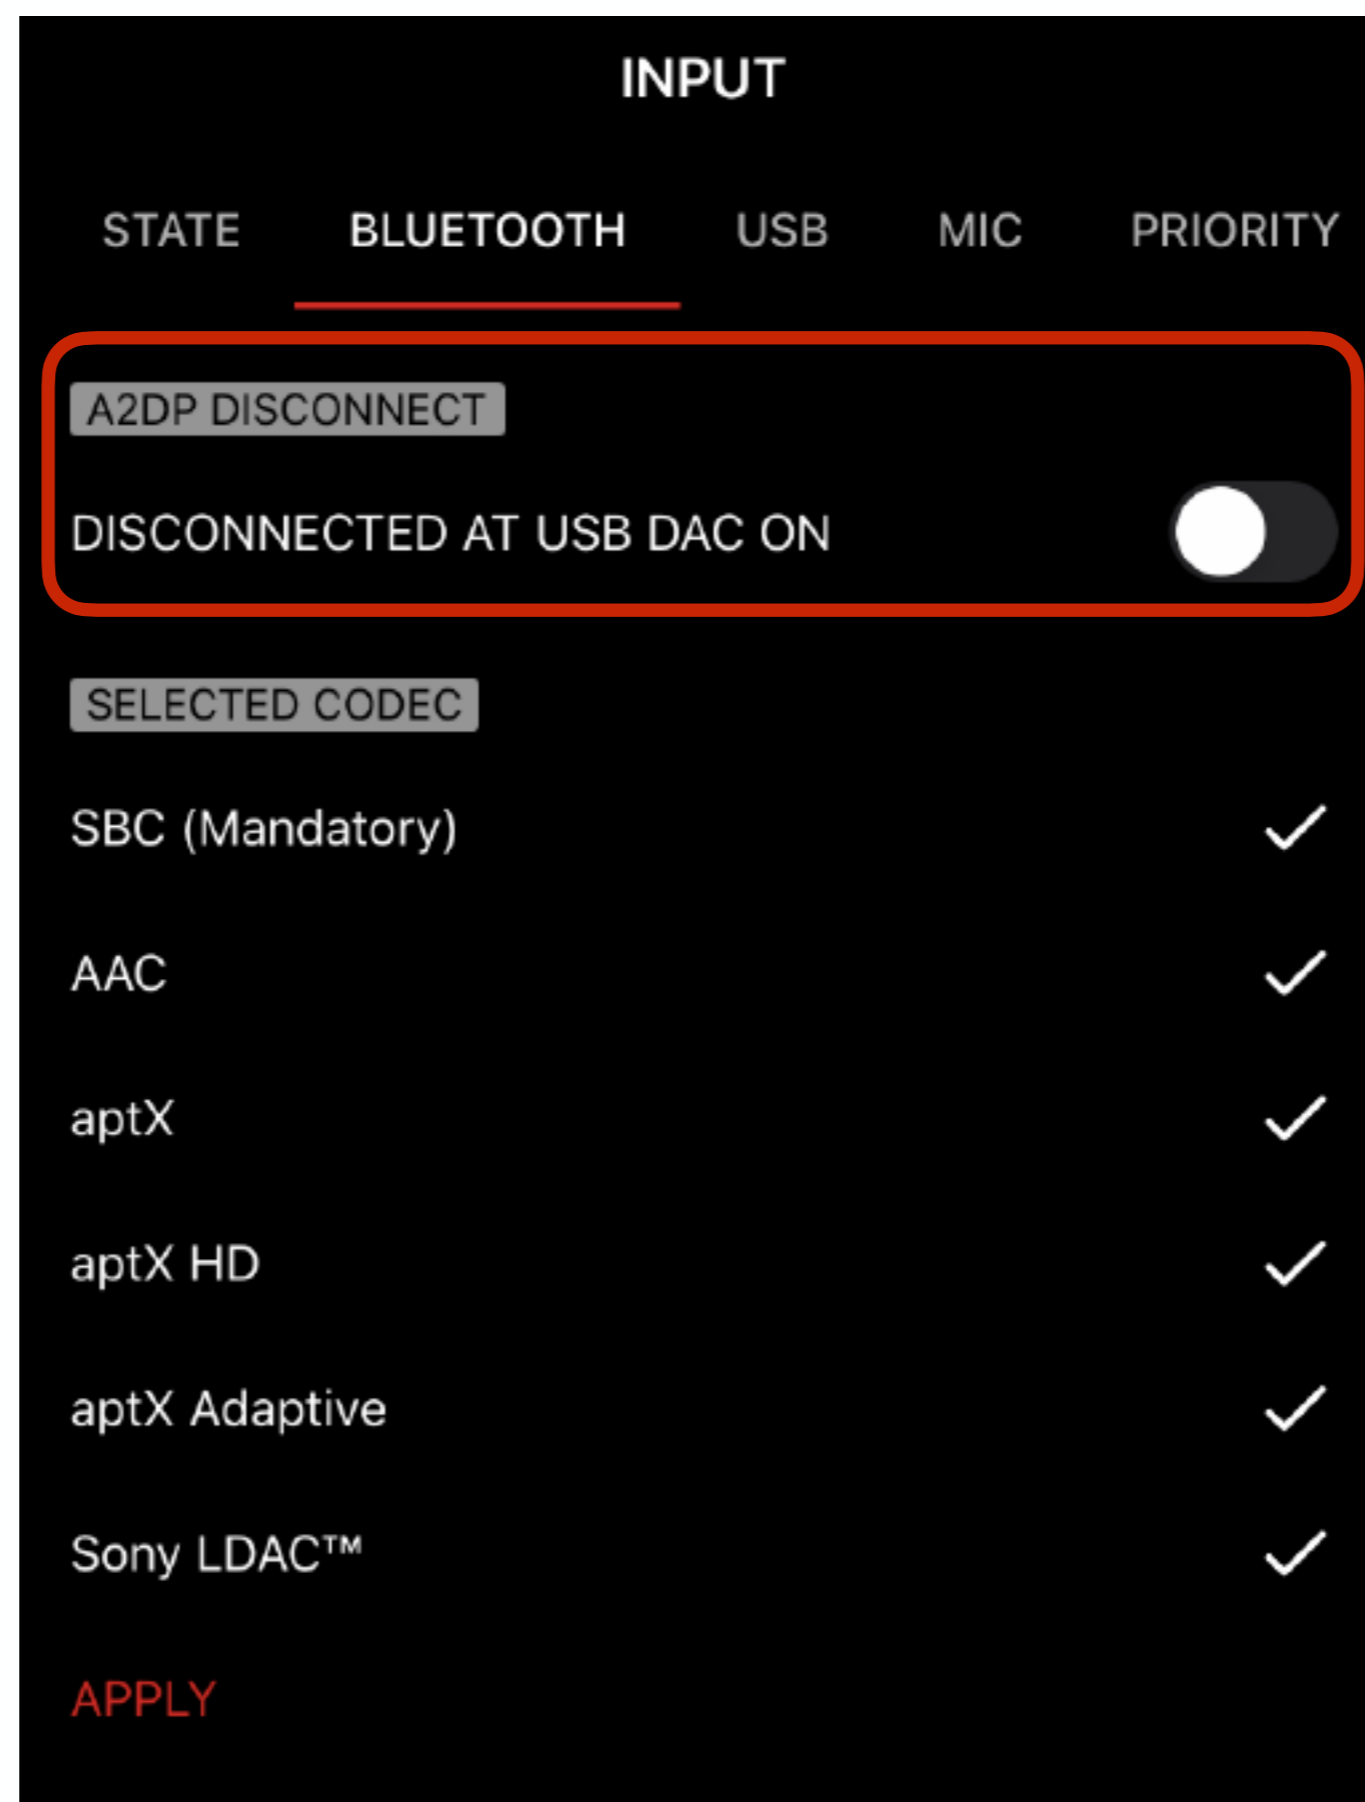 INPUT
STATE BLUETOOTH USB MIC PRIORITY
A2DP DISCONNECT
DISCONNECTED AT USB DAC ON
SELECTED CODEC
SBC (Mandatory)
AAC
aptX
aptX HD
aptX Adaptive
Sony LDAC™
APPLY